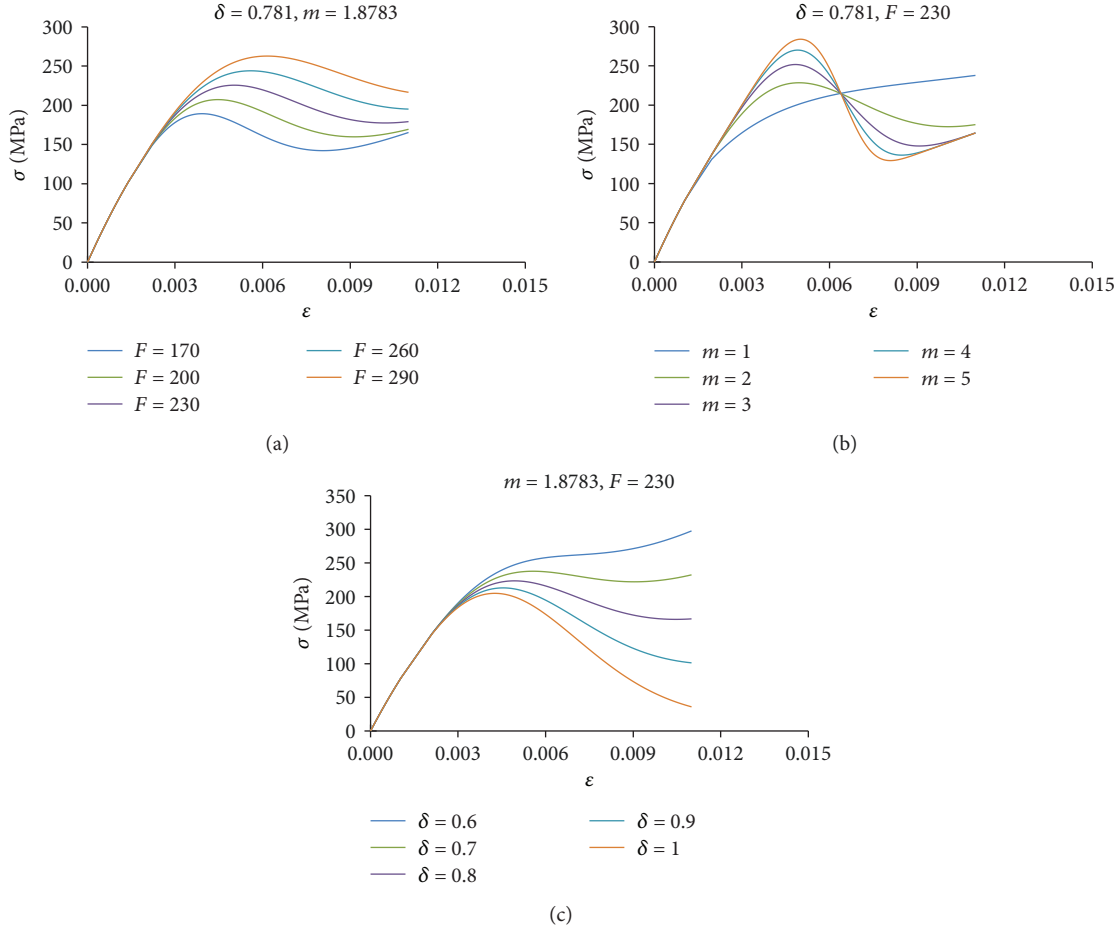 δ = 0.781, m = 1.8783
300
250
200
150
100
50
0
σ (MPa)
0.000 0.003 0.006 0.009 0.012 0.015
ε
F = 170 F = 260
F = 200 F = 290
F = 230
(a)
δ = 0.781, F = 230
300
250
200
150
100
50
0
σ (MPa)
0.000 0.003 0.006 0.009 0.012 0.015
ε
m = 1 m = 4
m = 2 m = 5
m = 3
(b)
m = 1.8783, F = 230
350
300
250
200
150
100
50
0
σ (MPa)
0.000 0.003 0.006 0.009 0.012 0.015
ε
δ = 0.6 δ = 0.9
δ = 0.7 δ = 1
δ = 0.8
(c)